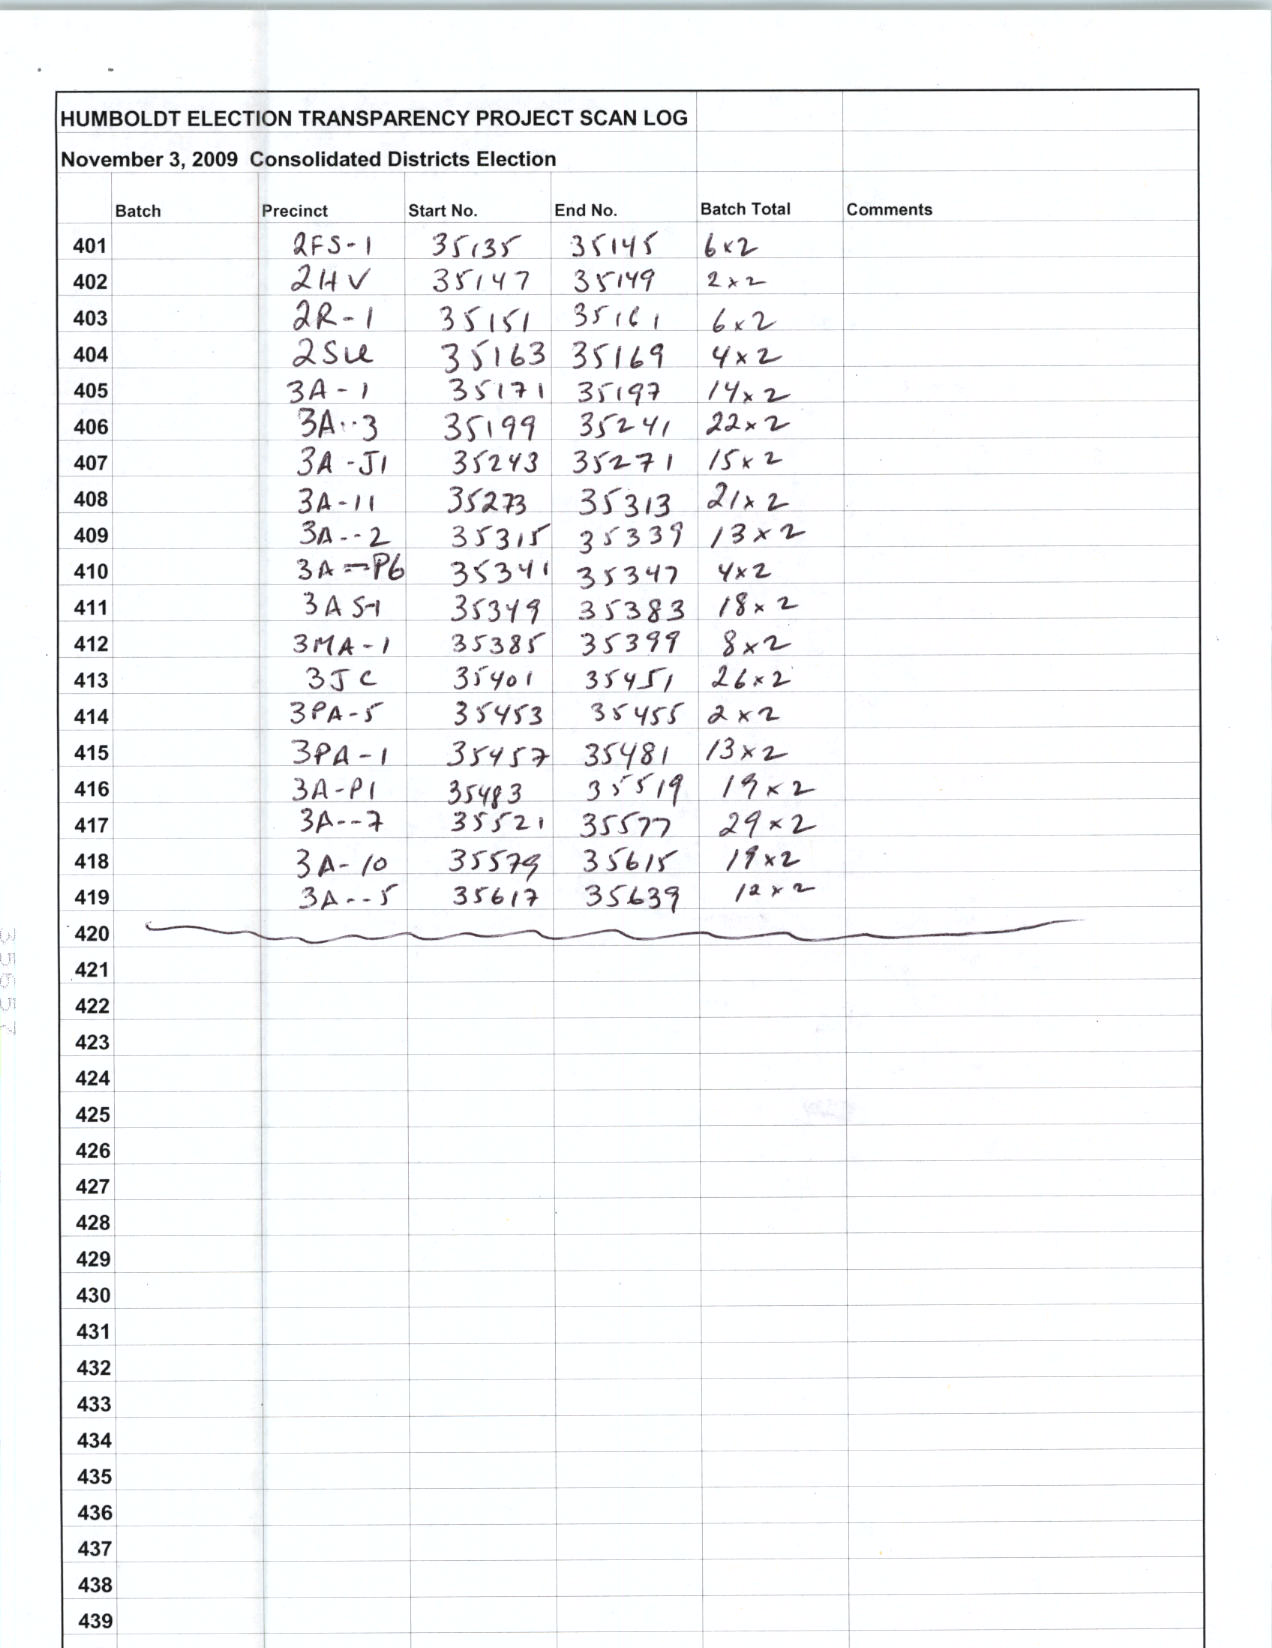 HUMBOLDT ELECTION TRANSPARENCY PROJECT SCAN LOG
November 3, 2009 Consolidated Districts Election
Batch Precinct Start No. End No. Batch Total Comments
401 2FS-1 35135 35145 6x2
402 2HV 35147 35149 2x2
403 2R-1 35151 35161 6x2
404 35163 35169 4x2
405 3A-1 35171 35197 14x2
406 3A--3 35199 35241 22x2
407 3A-J1 35243 35271 15x2
408 3A-11 35273 35313 21x2
409 3A--2 35315 35339 13x2
410 3A-P6 35341 35347 4x2
411 3AS-1 35349 35383 18x2
412 3MA-1 35385 35399 8x2
413 3JC 35401 35451 26x2
414 3PA-5 35453 35455 2x2
415 3PA-1 35457 35481 13x2
416 3A-P1 35483 35519 19x2
417 3A--7 35521 35577 29x2
418 3A-10 35579 35615 19x2
419 3A--5 35617 35639 12x2
420
421
422
423
424
425
426
427
428
429
430
431
432
433
434
435
436
437
438
439